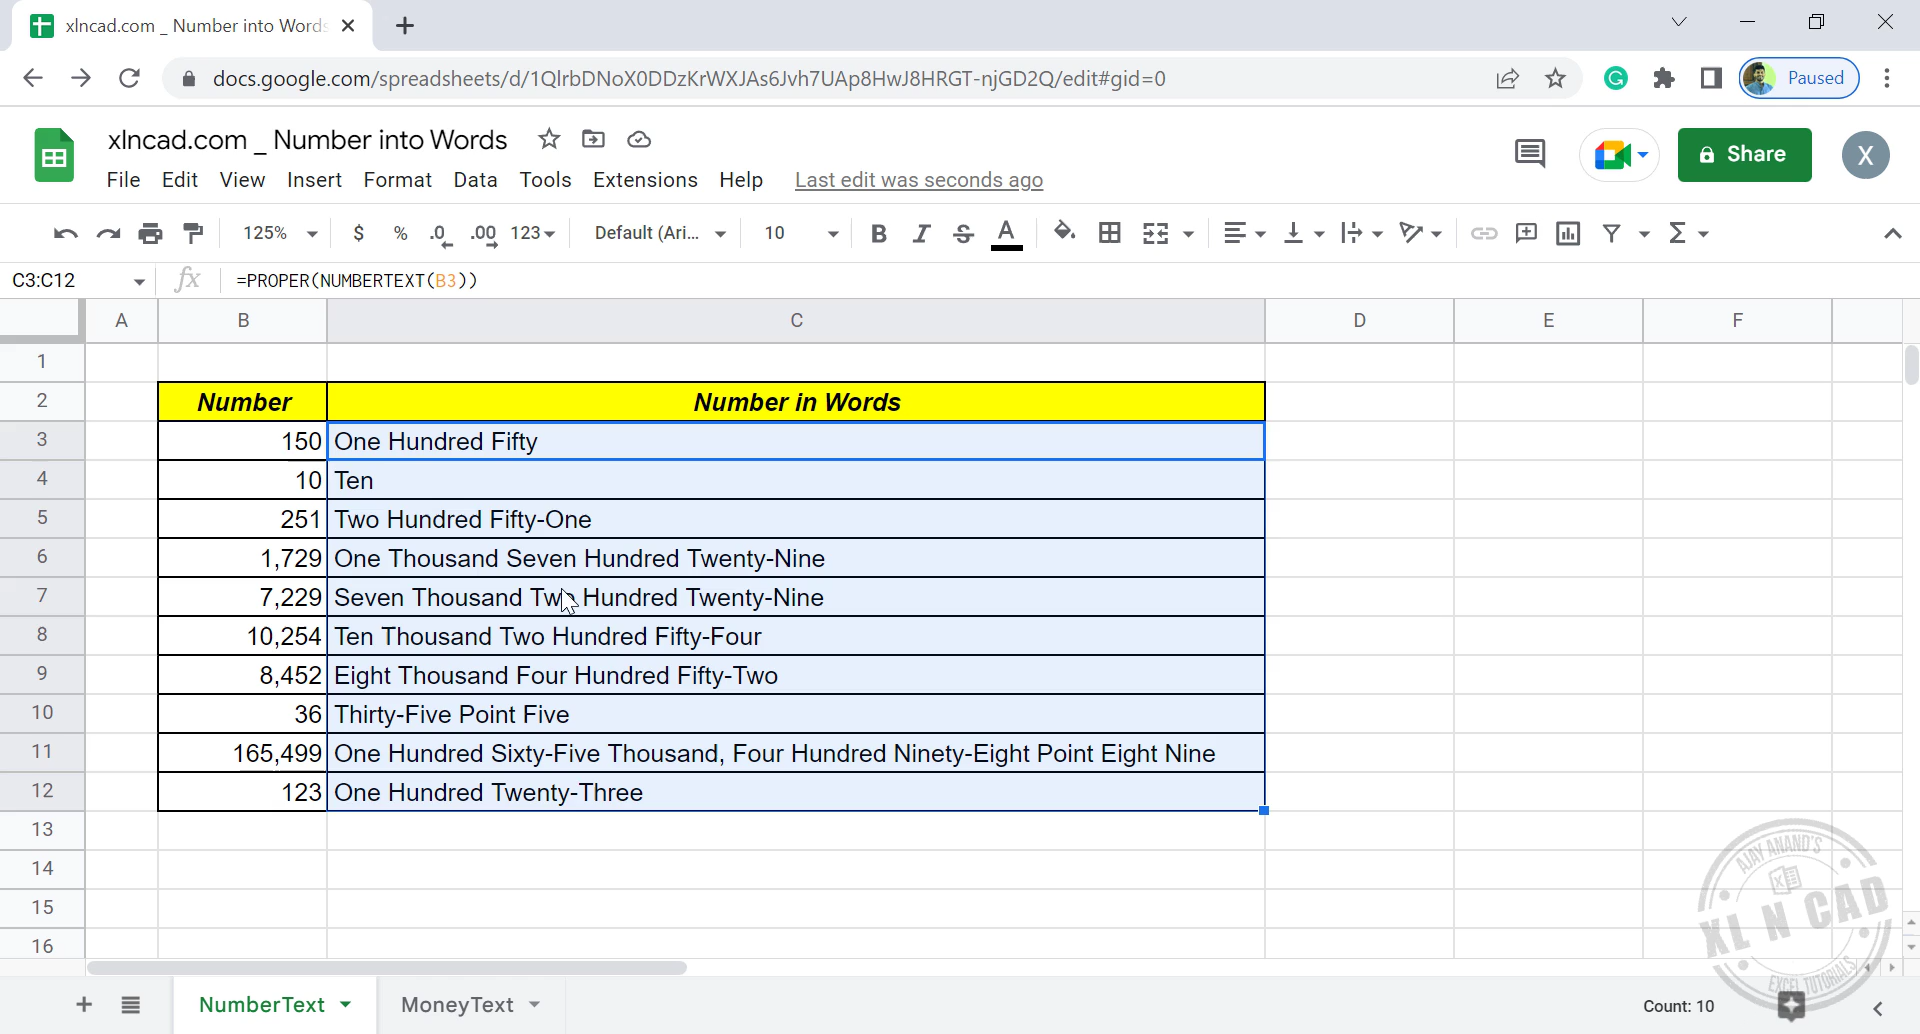 xlncad.com _ Number into Words
docs.google.com/spreadsheets/d/1QlrbDNoX0DDzKrWXJAs6Jvh7UAp8HwJ8HRGT-njGD2Q/edit#gid=0
Paused
xlncad.com _ Number into Words
Share
X
File Edit View Insert Format Data Tools Extensions Help Last edit was seconds ago
125% $ % .0 .00 123 Default (Ari... 10 B I S A Σ
C3:C12 fx =PROPER(NUMBERTEXT(B3))
A B C D E F
1
2 Number Number in Words
3 150 One Hundred Fifty
4 10 Ten
5 251 Two Hundred Fifty-One
6 1,729 One Thousand Seven Hundred Twenty-Nine
7 7,229 Seven Thousand Two Hundred Twenty-Nine
8 10,254 Ten Thousand Two Hundred Fifty-Four
9 8,452 Eight Thousand Four Hundred Fifty-Two
10 36 Thirty-Five Point Five
11 165,499 One Hundred Sixty-Five Thousand, Four Hundred Ninety-Eight Point Eight Nine
12 123 One Hundred Twenty-Three
13
14
15
16
AJAY ANAND'S
XL N CAD
EXCEL TUTORIALS
NumberText MoneyText Count: 10